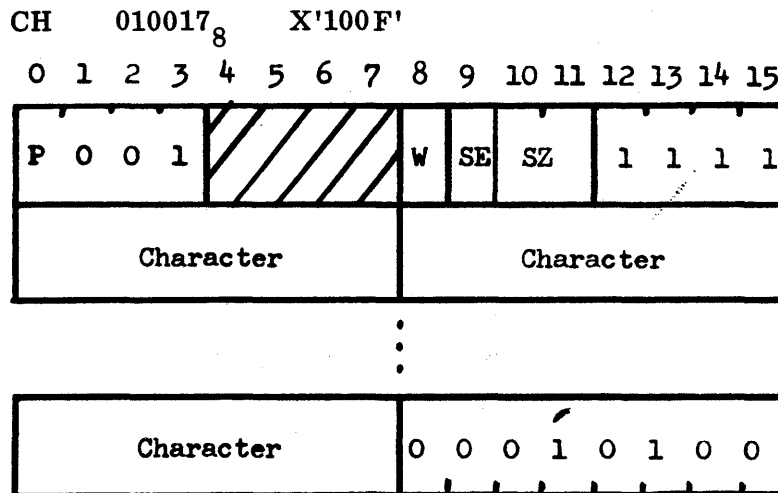 CH 010017₈ X'100F'
0 1 2 3 4 5 6 7 8 9 10 11 12 13 14 15
P 0 0 1 W SE SZ 1 1 1 1
Character Character
Character 0 0 0 1 0 1 0 0